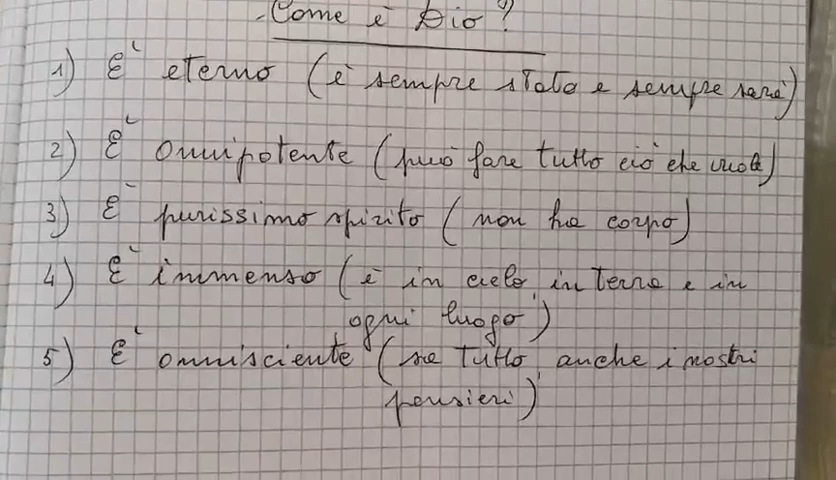 - Come è Dio?
1) E' eterno (è sempre stato e sempre sarà)
2) E' onnipotente (può fare tutto ciò che vuole)
3) E' purissimo spirito (non ha corpo)
4) E' immenso (è in cielo, in terra e in
ogni luogo)
5) E' omnisciente (sa tutto, anche i nostri
pensieri)